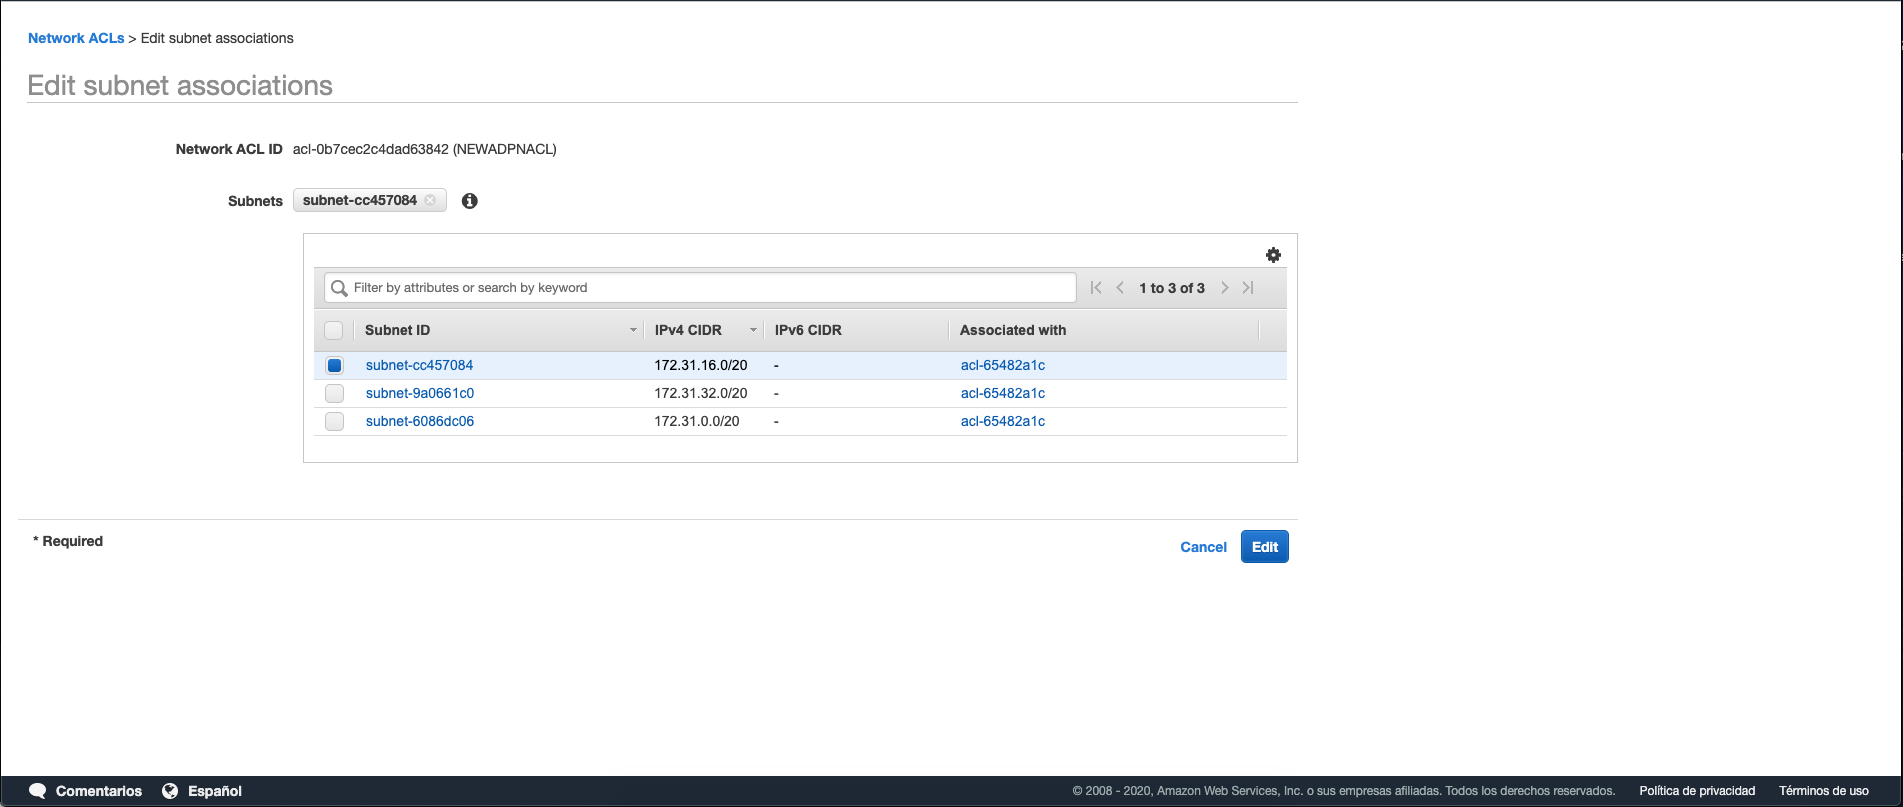 Network ACLs > Edit subnet associations
Edit subnet associations
Network ACL ID acl-0b7cec2c4dad63842 (NEWADPNACL)
Subnets subnet-cc457084
Filter by attributes or search by keyword 1 to 3 of 3
Subnet ID IPv4 CIDR IPv6 CIDR Associated with
subnet-cc457084 172.31.16.0/20 - acl-65482a1c
subnet-9a0661c0 172.31.32.0/20 - acl-65482a1c
subnet-6086dc06 172.31.0.0/20 - acl-65482a1c
* Required Cancel Edit
Comentarios Español © 2008 - 2020, Amazon Web Services, Inc. o sus empresas afiliadas. Todos los derechos reservados. Política de privacidad Términos de uso